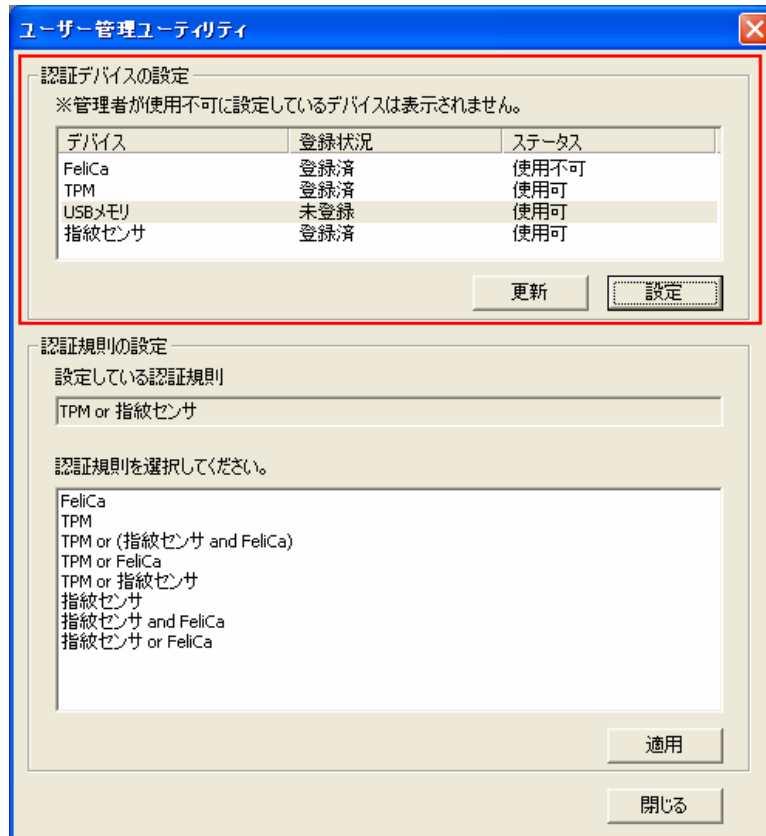 ユーザー管理ユーティリティ
認証デバイスの設定
※管理者が使用不可に設定しているデバイスは表示されません。
デバイス 登録状況 ステータス
FeliCa 登録済 使用不可
TPM 登録済 使用可
USBメモリ 未登録 使用可
指紋センサ 登録済 使用可
更新 設定
認証規則の設定
設定している認証規則
TPM or 指紋センサ
認証規則を選択してください。
FeliCa
TPM
TPM or (指紋センサ and FeliCa)
TPM or FeliCa
TPM or 指紋センサ
指紋センサ
指紋センサ and FeliCa
指紋センサ or FeliCa
適用
閉じる